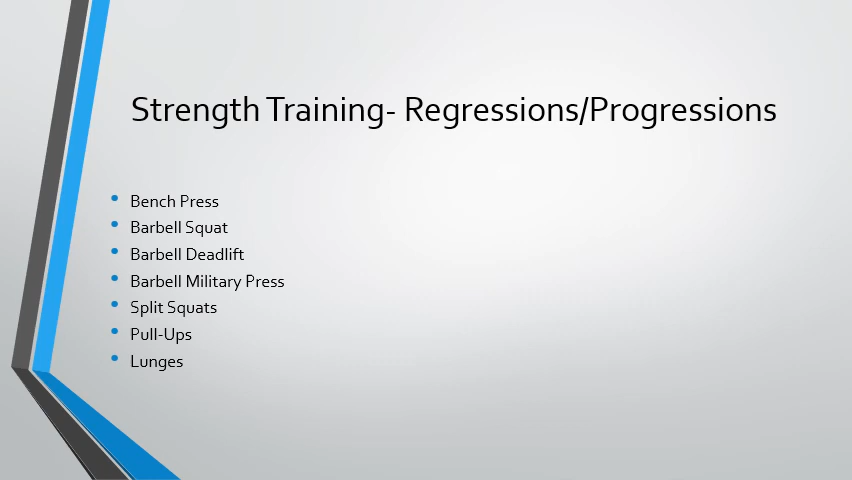 Strength Training- Regressions/Progressions
• Bench Press
• Barbell Squat
• Barbell Deadlift
• Barbell Military Press
• Split Squats
• Pull-Ups
• Lunges